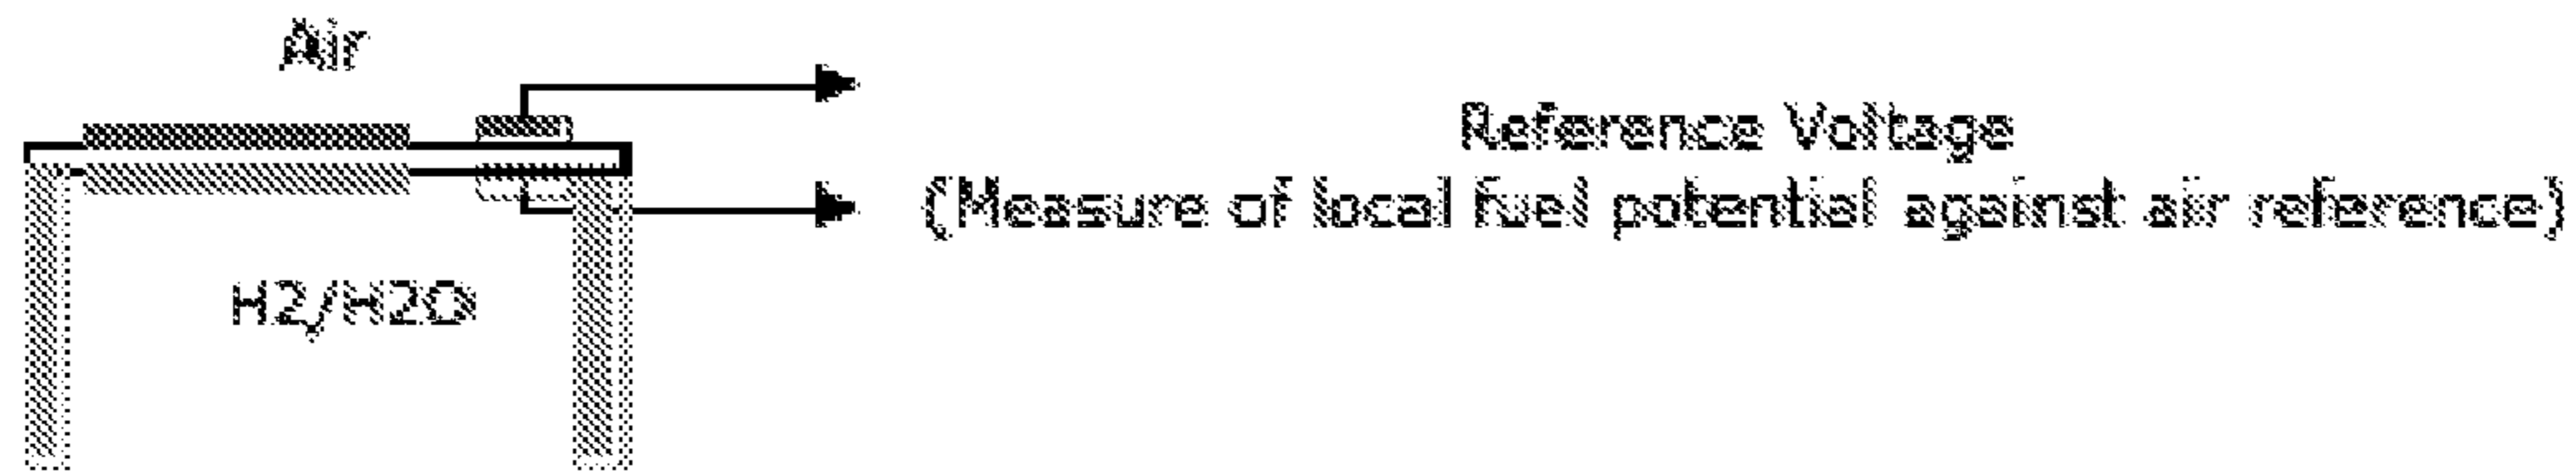 Air
Reference Voltage
(Measure of local fuel potential against air reference)
H2/H2O